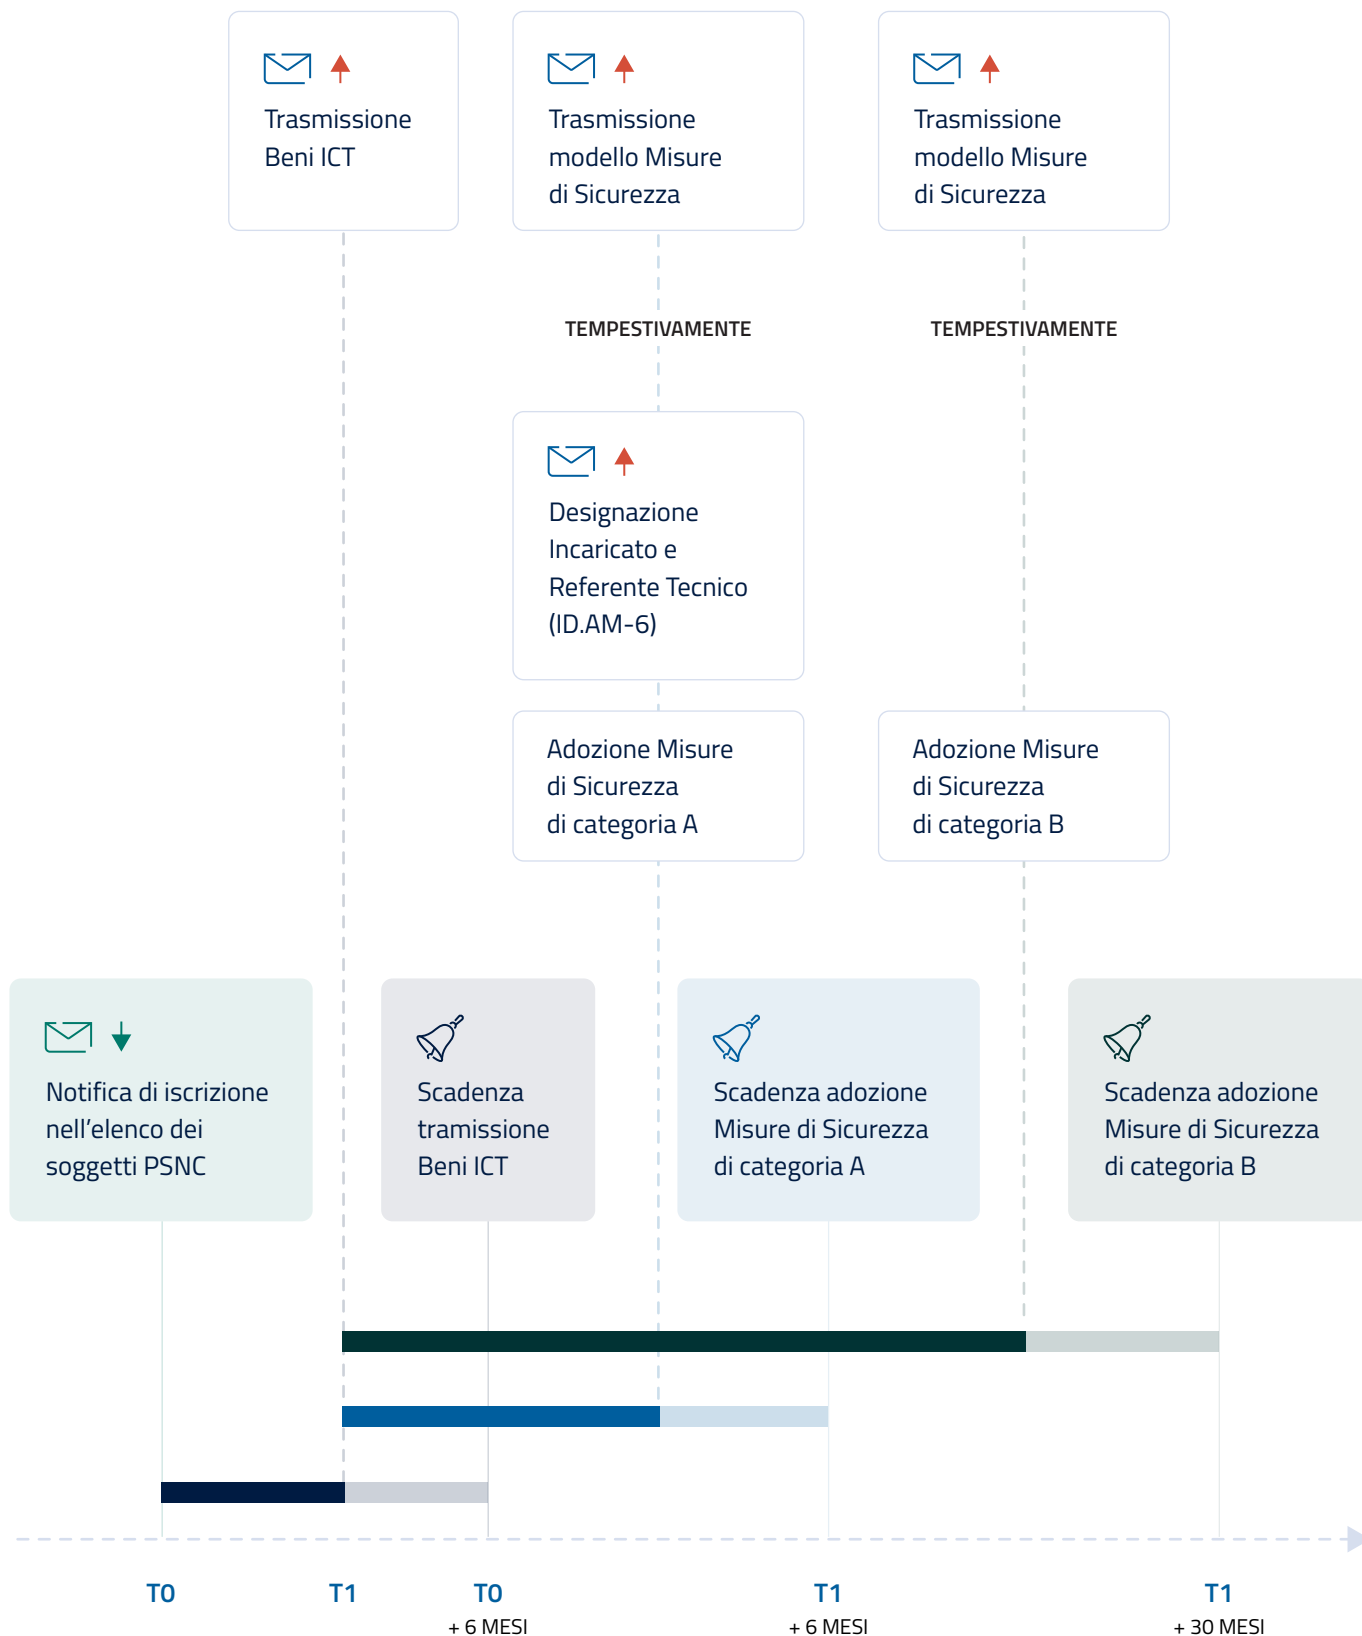 Trasmissione
Beni ICT
Trasmissione
modello Misure
di Sicurezza
Trasmissione
modello Misure
di Sicurezza
TEMPESTIVAMENTE
TEMPESTIVAMENTE
Designazione
Incaricato e
Referente Tecnico
(ID.AM-6)
Adozione Misure
di Sicurezza
di categoria A
Adozione Misure
di Sicurezza
di categoria B
Notifica di iscrizione
nell’elenco dei
soggetti PSNC
Scadenza
tramissione
Beni ICT
Scadenza adozione
Misure di Sicurezza
di categoria A
Scadenza adozione
Misure di Sicurezza
di categoria B
T0
T1
T0
+ 6 MESI
T1
+ 6 MESI
T1
+ 30 MESI